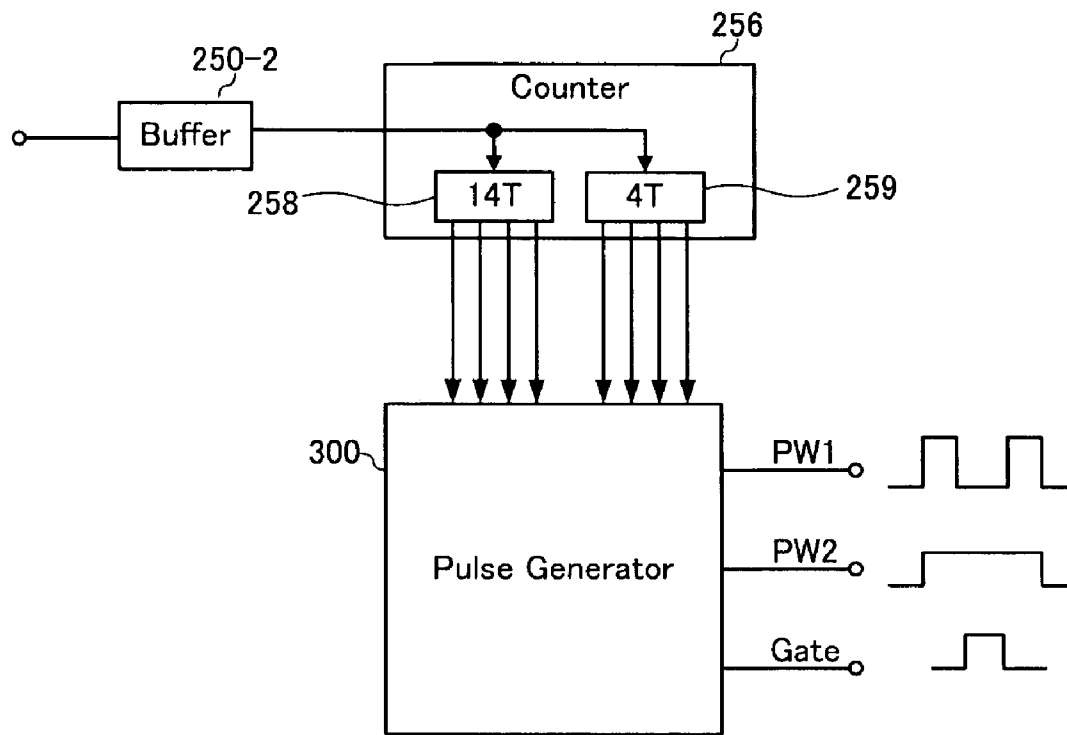 256
250-2
Counter
Buffer
14T
4T
258
259
300
PW1
PW2
Pulse Generator
Gate